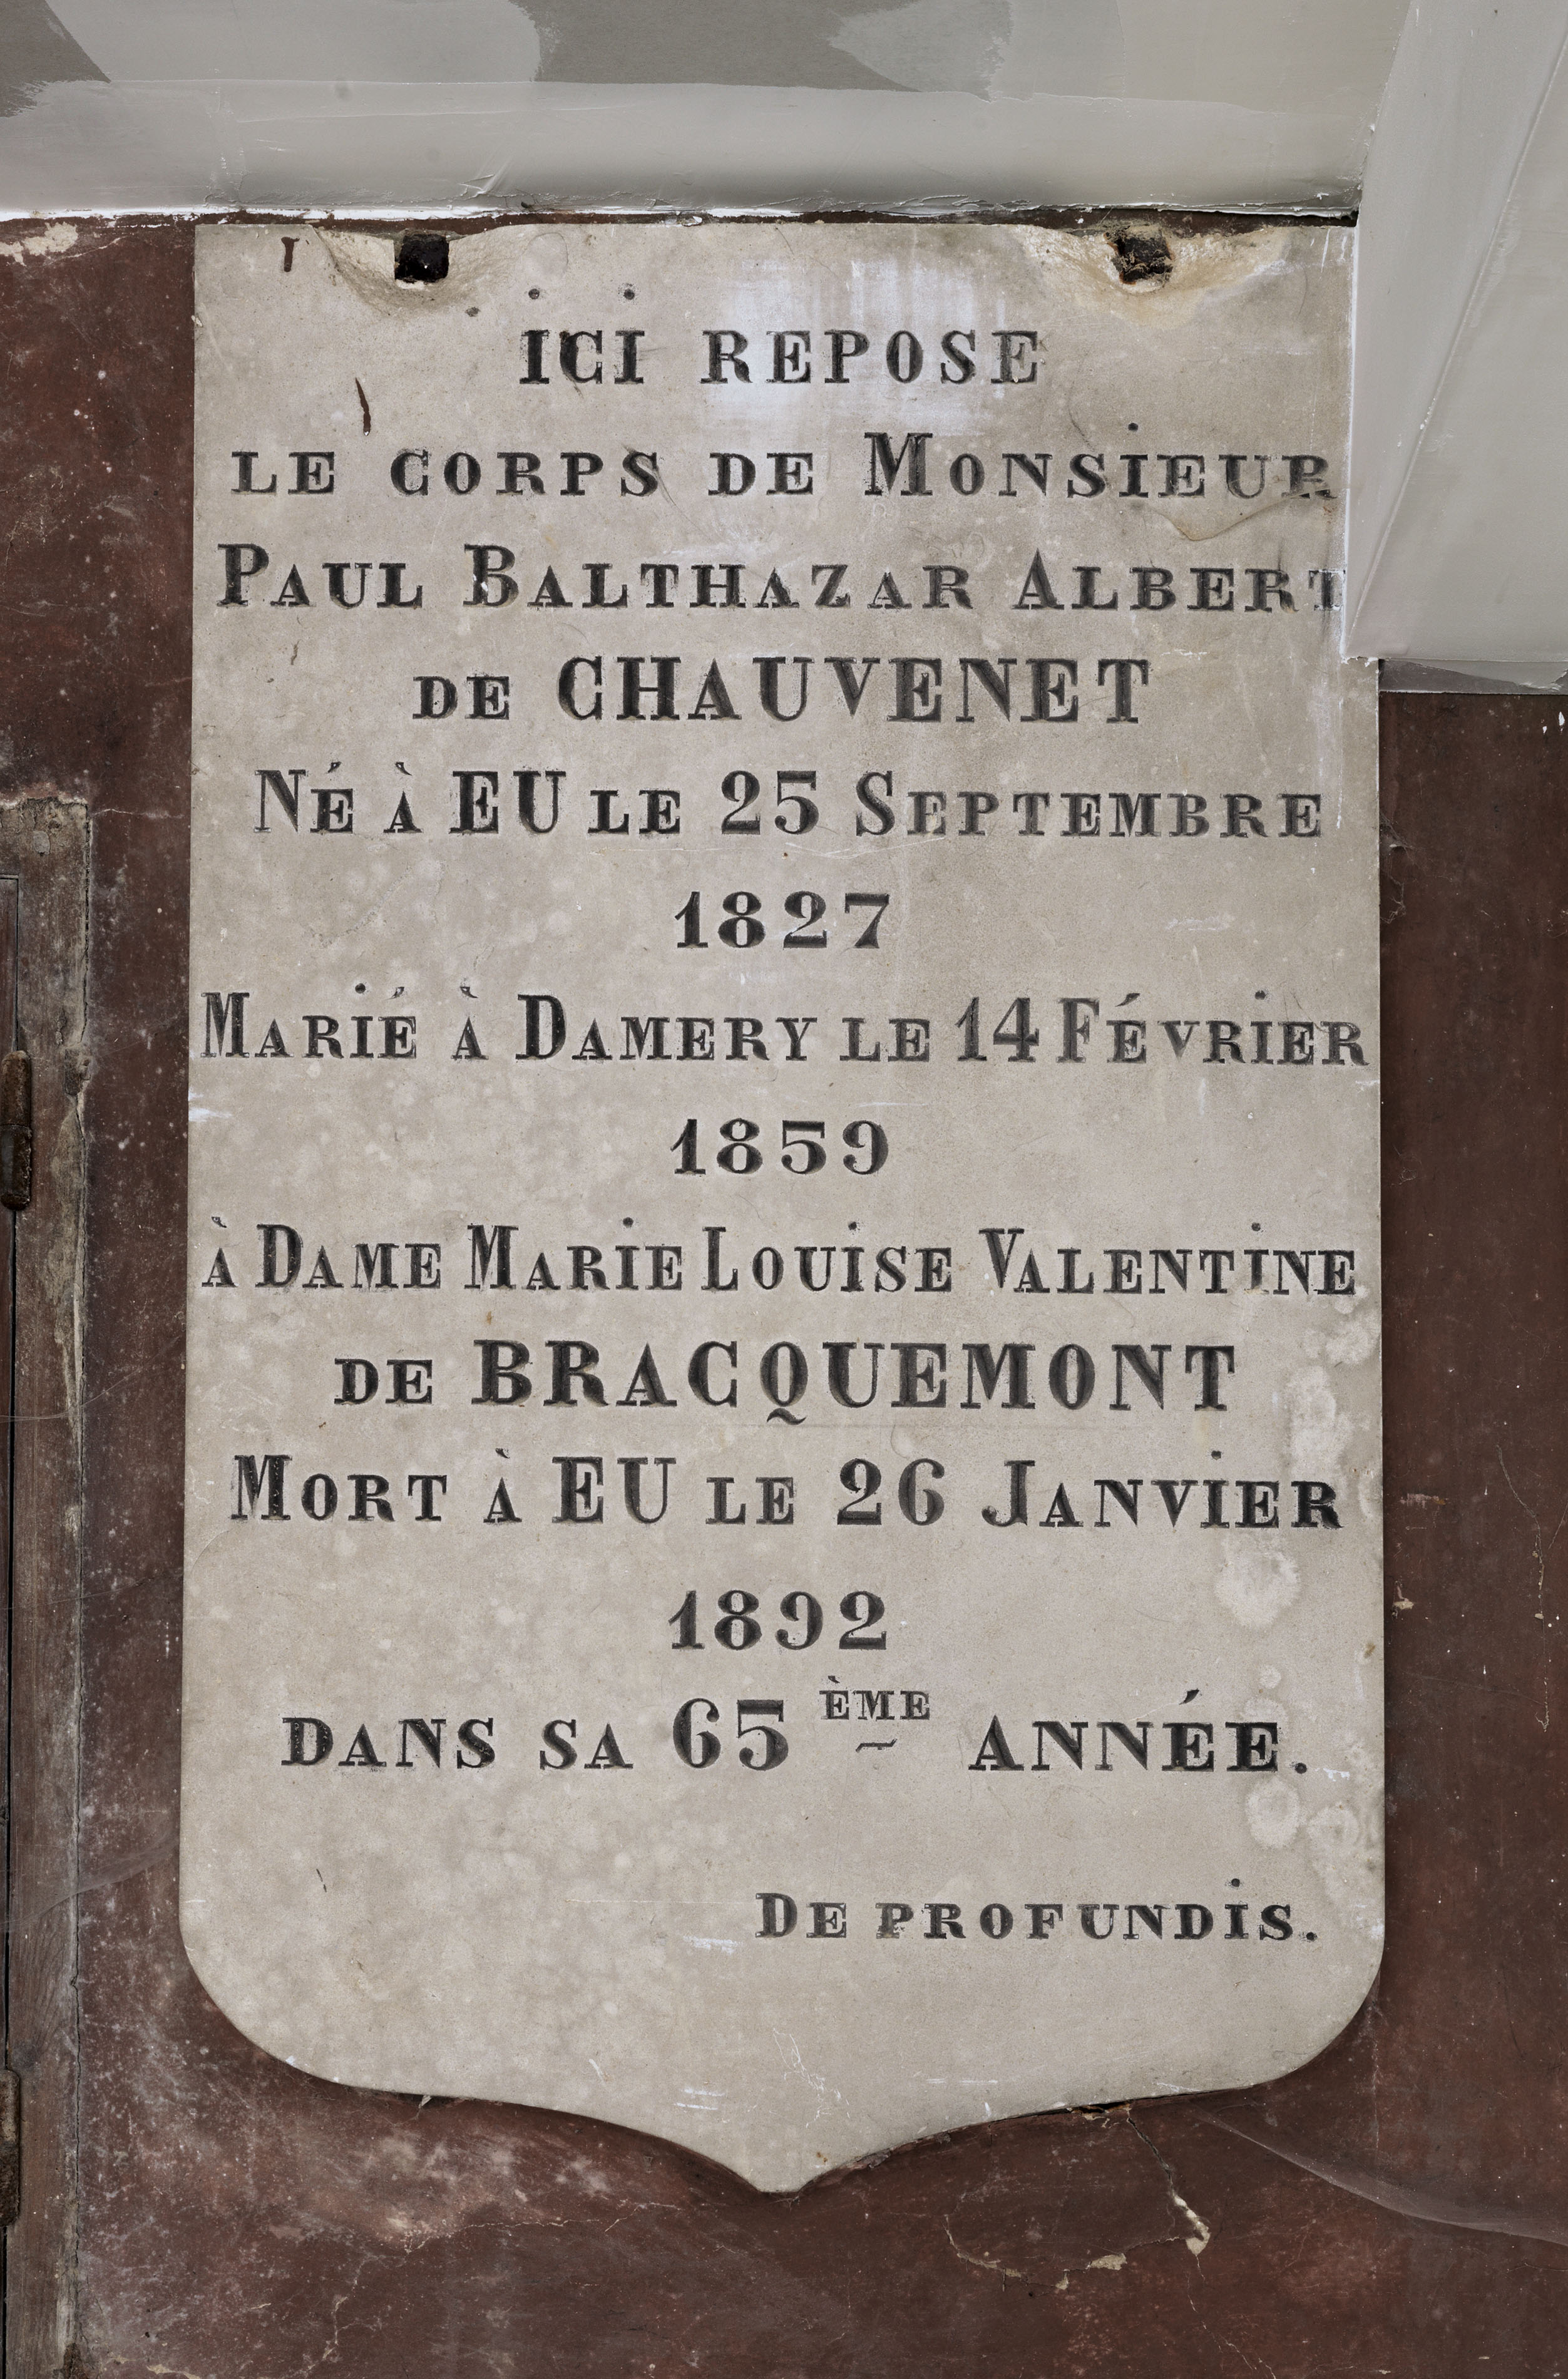 ICI REPOSE
LE CORPS DE MONSIEUR
PAUL BALTHAZAR ALBERT
DE CHAUVENET
NÉ À EU LE 25 SEPTEMBRE
1827
MARIÉ À DAMERY LE 14 FÉVRIER
1859
À DAME MARIE LOUISE VALENTINE
DE BRACQUEMONT
MORT À EU LE 26 JANVIER
1892
DANS SA 65ÈME ANNÉE.
DE PROFUNDIS.